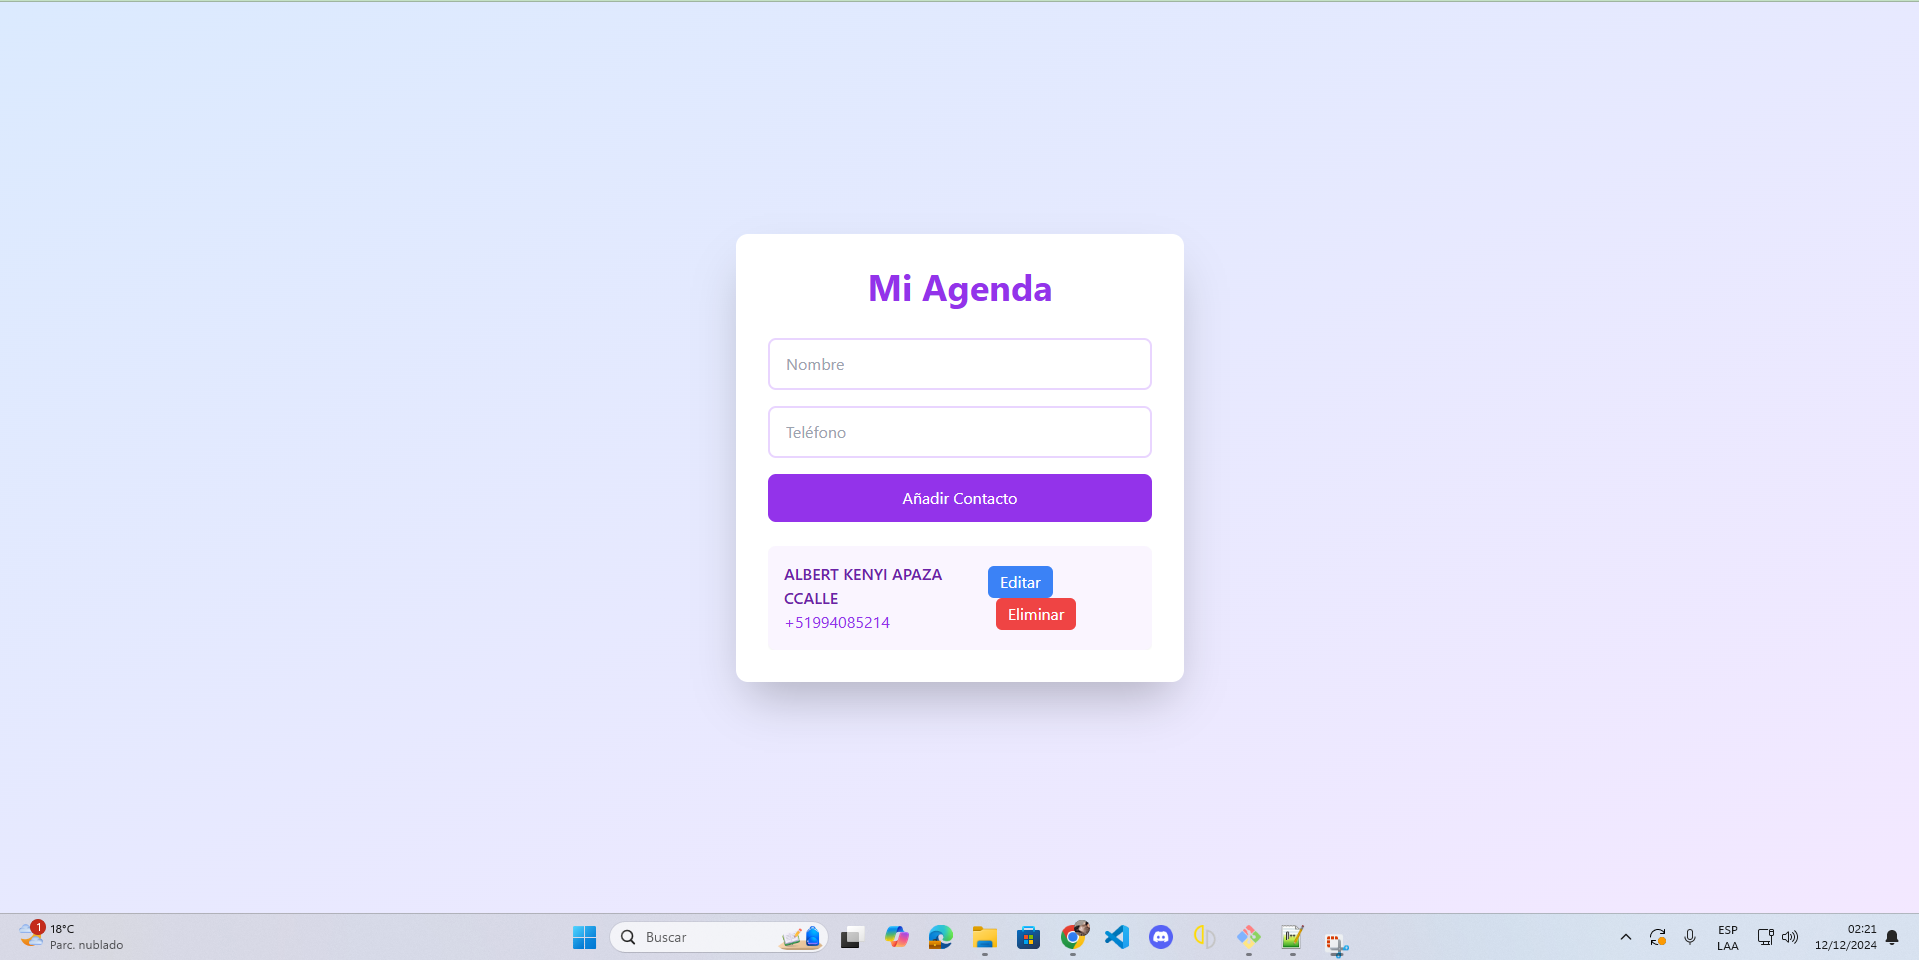 Mi Agenda
Nombre
Teléfono
Añadir Contacto
ALBERT KENYI APAZA
CCALLE
+51994085214
Editar
Eliminar
1
18°C
Parc. nublado
Buscar
ESP
LAA
02:21
12/12/2024